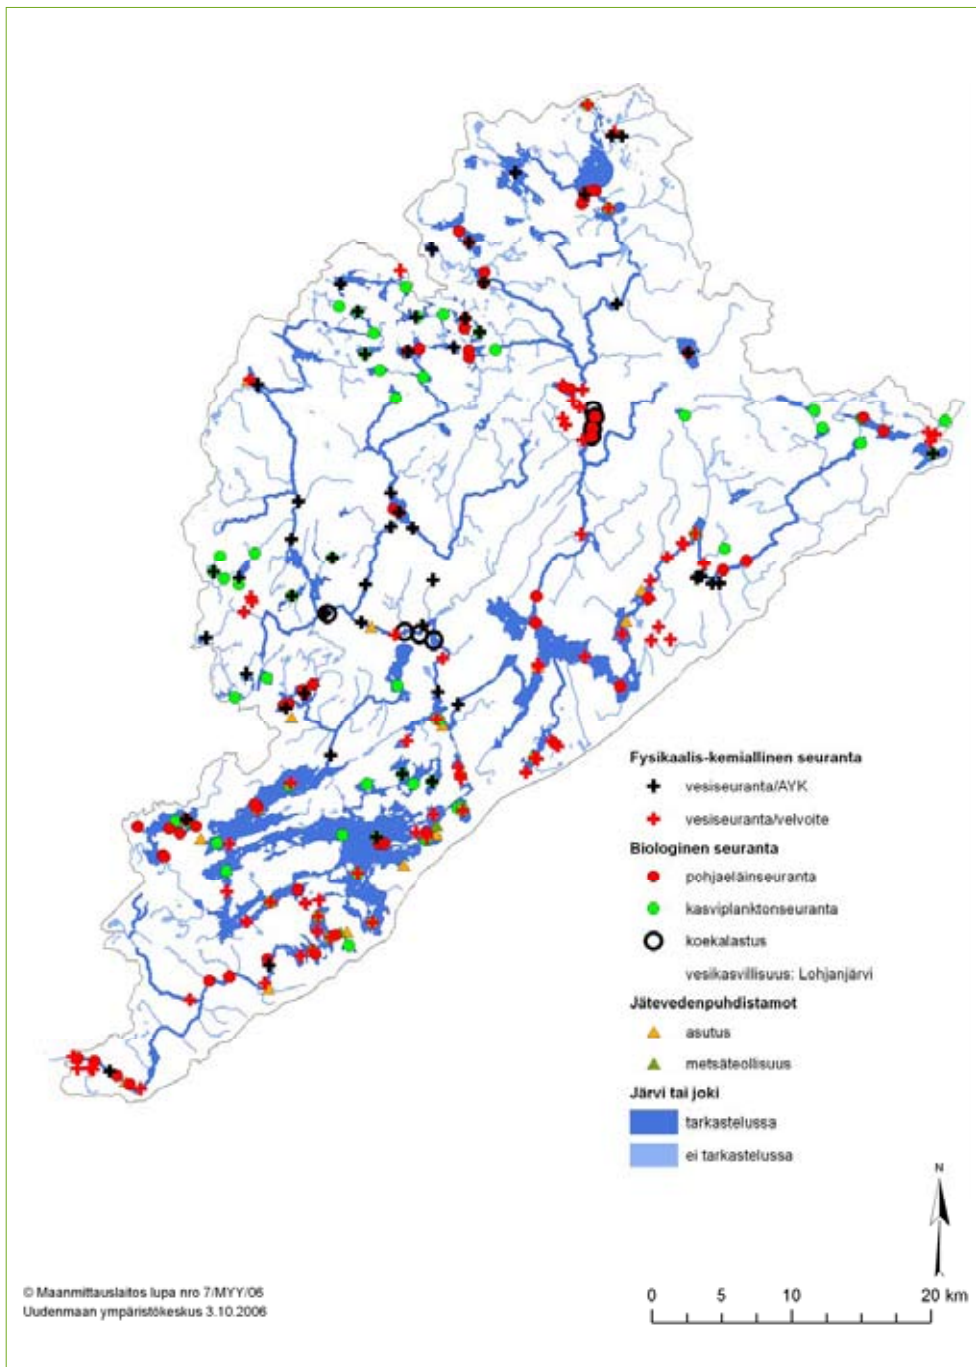 Fysikaalis-kemiallinen seuranta
vesiseuranta/AYK
vesiseuranta/velvoite
Biologinen seuranta
pohjaeläinseuranta
kasviplanktonseuranta
koekalastus
vesikasvillisuus: Lohjanjärvi
Jätevedenpuhdistamot
asutus
metsäteollisuus
Järvi tai joki
tarkastelussa
ei tarkastelussa
N
© Maanmittauslaitos lupa nro 7/MYY/06
Uudenmaan ympäristökeskus 3.10.2006
0 5 10 20 km